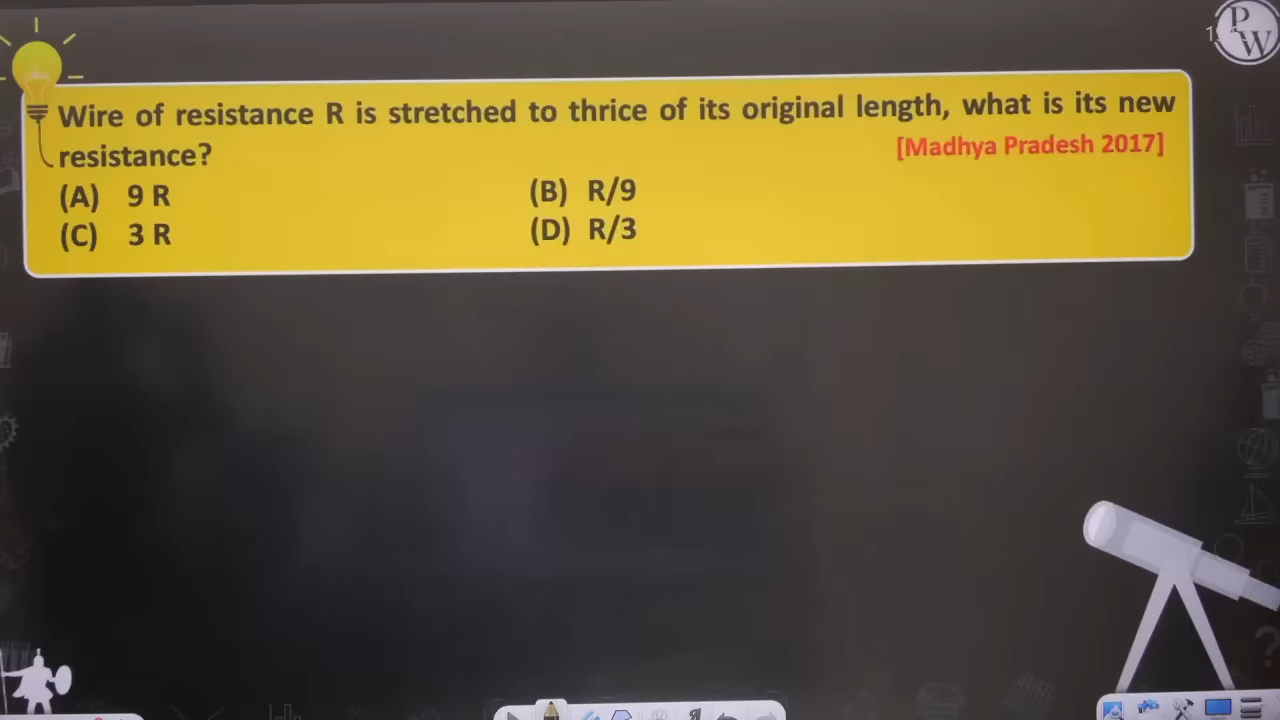 P
W
Wire of resistance R is stretched to thrice of its original length, what is its new
resistance? [Madhya Pradesh 2017]
(A) 9 R (B) R/9
(C) 3 R (D) R/3